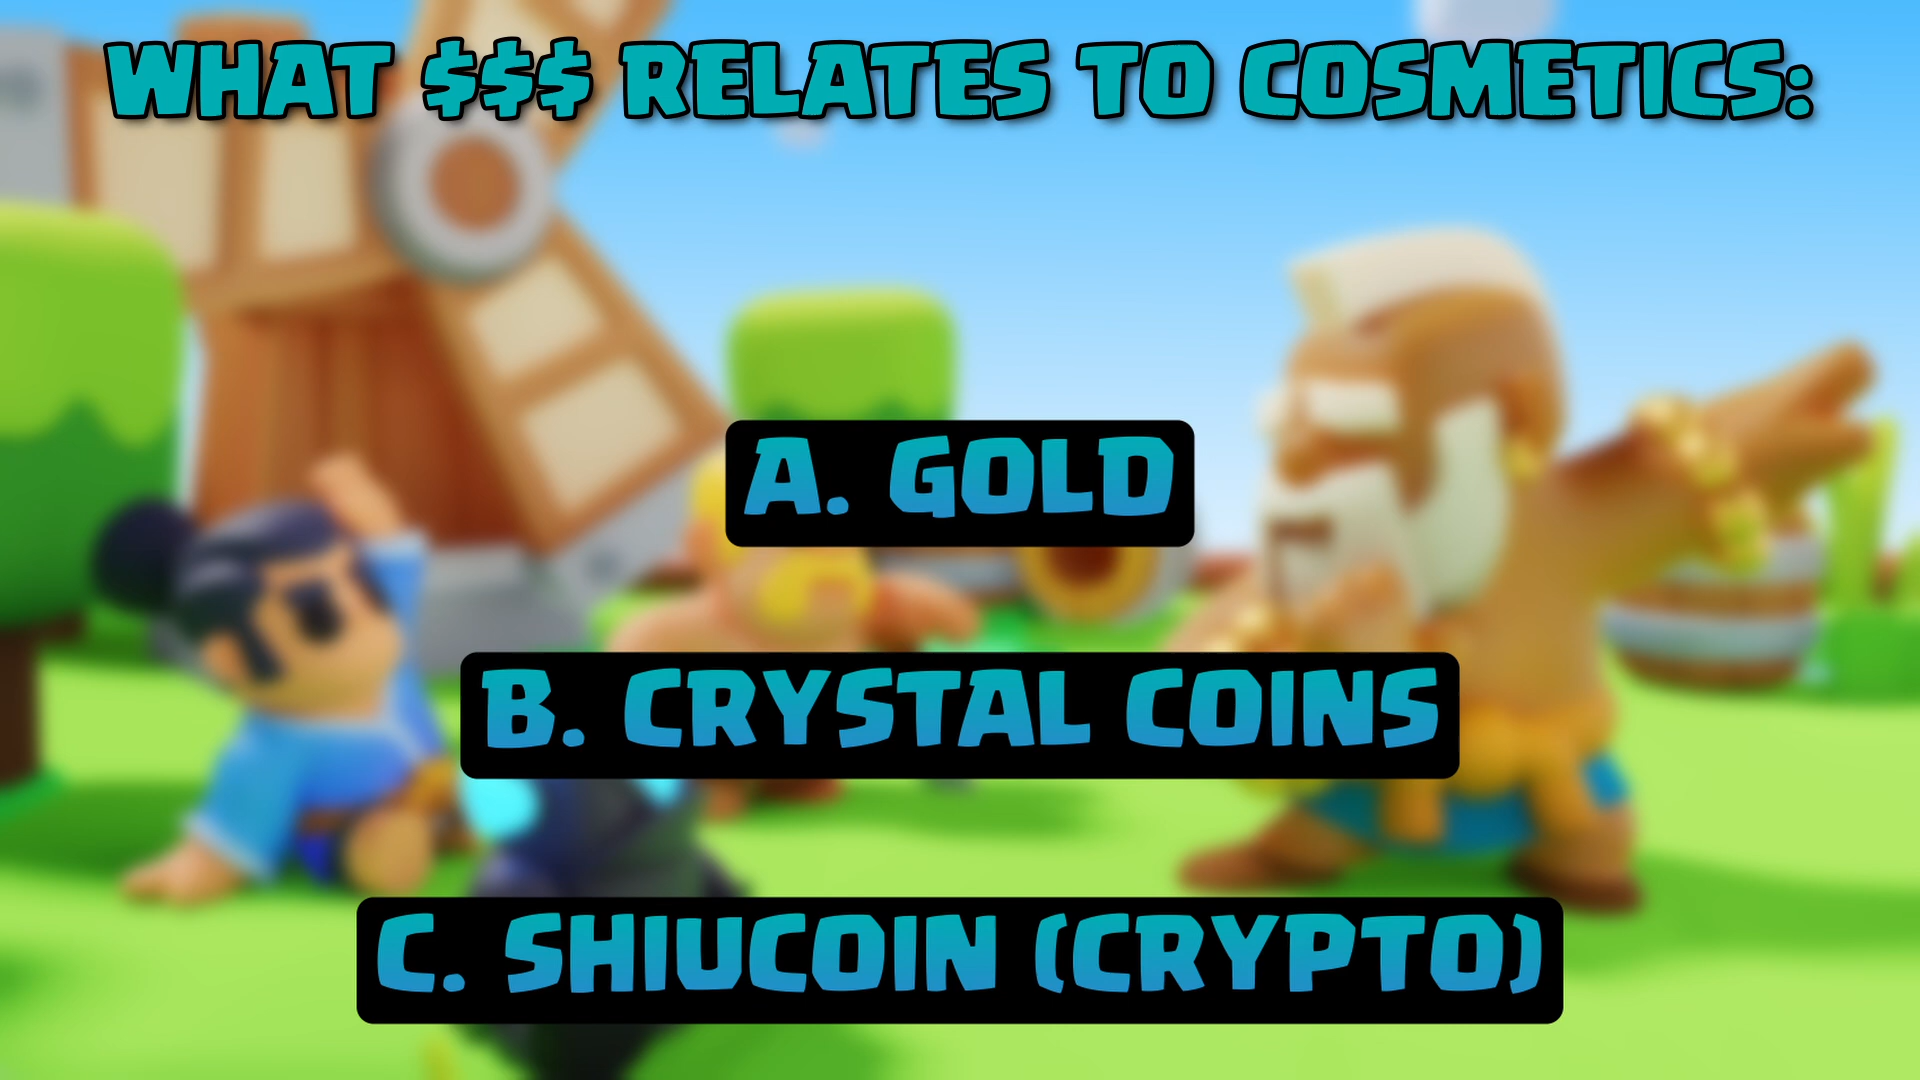 WHAT $$$ RELATES TO COSMETICS:
A. GOLD
B. CRYSTAL COINS
C. SHIUCOIN (CRYPTO)